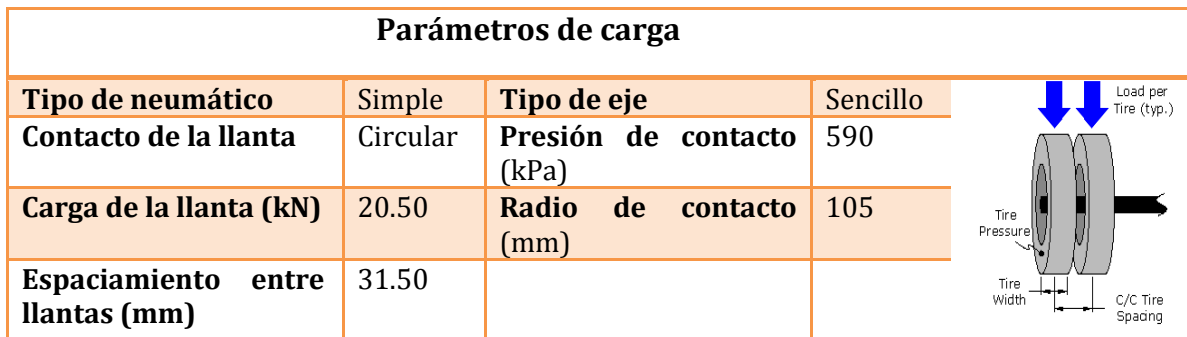 Parámetros de carga
Tipo de neumático Simple Tipo de eje Sencillo
Contacto de la llanta Circular Presión de contacto (kPa) 590
Carga de la llanta (kN) 20.50 Radio de contacto (mm) 105
Espaciamiento entre llantas (mm) 31.50
Load per
Tire (typ.)
Tire
Pressure
Tire
Width
C/C Tire
Spacing